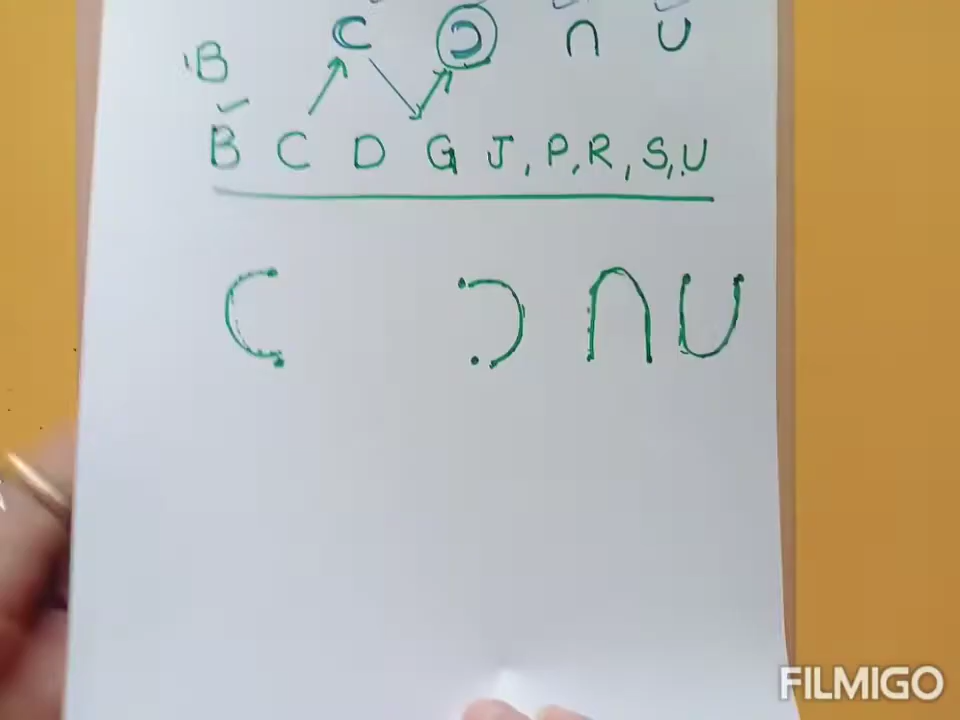 B C Ɔ ∩ U
B C D G J, P, R, S, U
C Ɔ ∩ U
FILMIGO